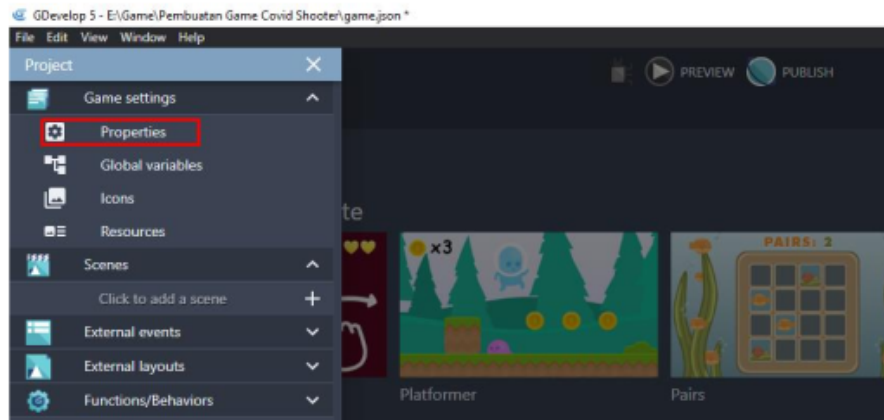 GDevelop 5 - E:\Game\Pembuatan Game Covid Shooter\game.json *
File Edit View Window Help
Project
PREVIEW
PUBLISH
Game settings
Properties
Global variables
Icons
Resources
te
Scenes
×3
PAIRS: 2
Click to add a scene
External events
External layouts
Platformer
Pairs
Functions/Behaviors